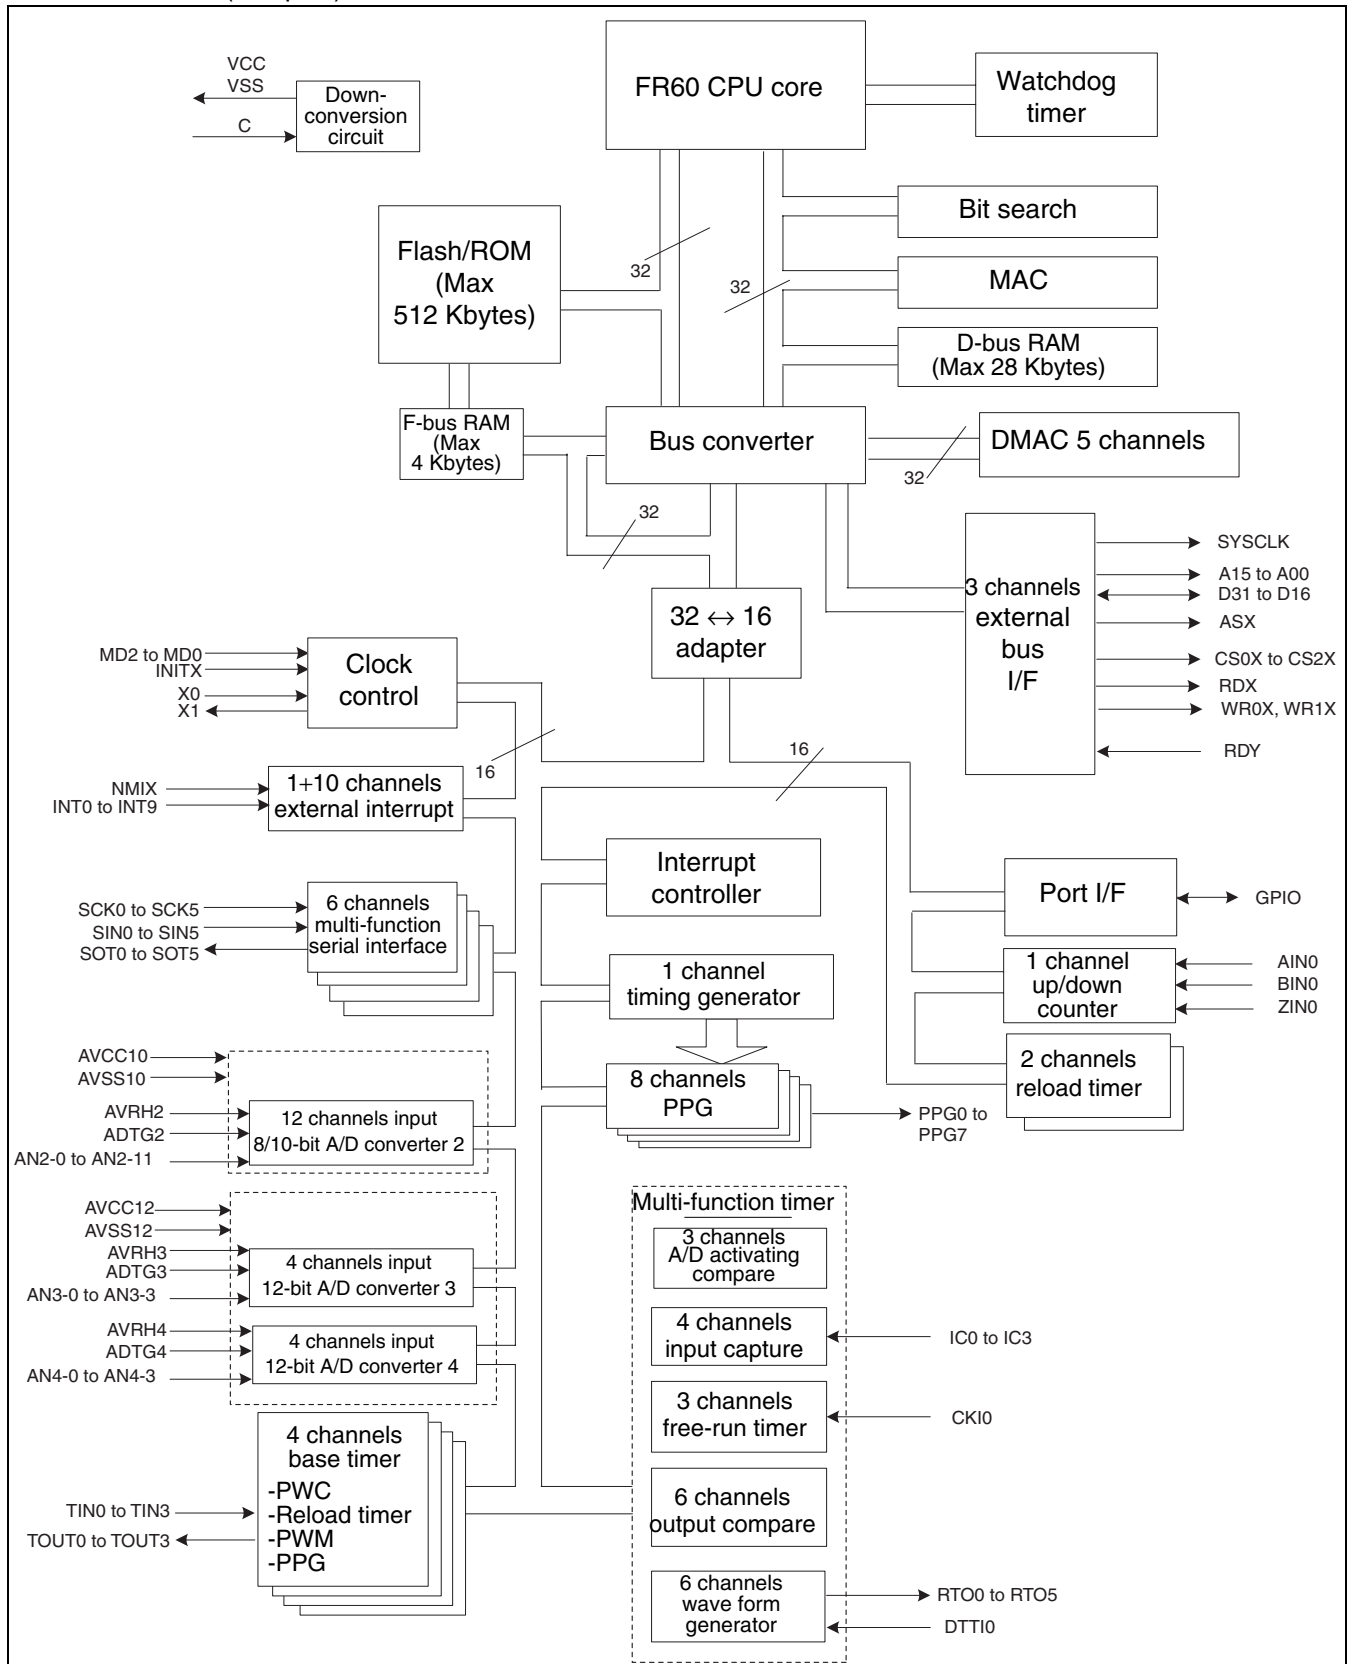 VCC
VSS
C
Down-
conversion
circuit
FR60 CPU core
Watchdog
timer
Bit search
MAC
D-bus RAM
(Max 28 Kbytes)
Flash/ROM
(Max
512 Kbytes)
32
32
F-bus RAM
(Max
4 Kbytes)
Bus converter
DMAC 5 channels
32
32
3 channels
external
bus
I/F
SYSCLK
A15 to A00
D31 to D16
ASX
CS0X to CS2X
RDX
WR0X, WR1X
RDY
32 ↔ 16
adapter
MD2 to MD0
INITX
X0
X1
Clock
control
16
16
NMIX
INT0 to INT9
1+10 channels
external interrupt
Interrupt
controller
Port I/F
GPIO
SCK0 to SCK5
SIN0 to SIN5
SOT0 to SOT5
6 channels
multi-function
serial interface
1 channel
timing generator
1 channel
up/down
counter
AIN0
BIN0
ZIN0
2 channels
reload timer
8 channels
PPG
PPG0 to
PPG7
AVCC10
AVSS10
AVRH2
ADTG2
AN2-0 to AN2-11
12 channels input
8/10-bit A/D converter 2
AVCC12
AVSS12
AVRH3
ADTG3
AN3-0 to AN3-3
4 channels input
12-bit A/D converter 3
AVRH4
ADTG4
AN4-0 to AN4-3
4 channels input
12-bit A/D converter 4
Multi-function timer
3 channels
A/D activating
compare
4 channels
input capture
IC0 to IC3
3 channels
free-run timer
CKI0
6 channels
output compare
6 channels
wave form
generator
RTO0 to RTO5
DTTI0
4 channels
base timer
-PWC
-Reload timer
-PWM
-PPG
TIN0 to TIN3
TOUT0 to TOUT3